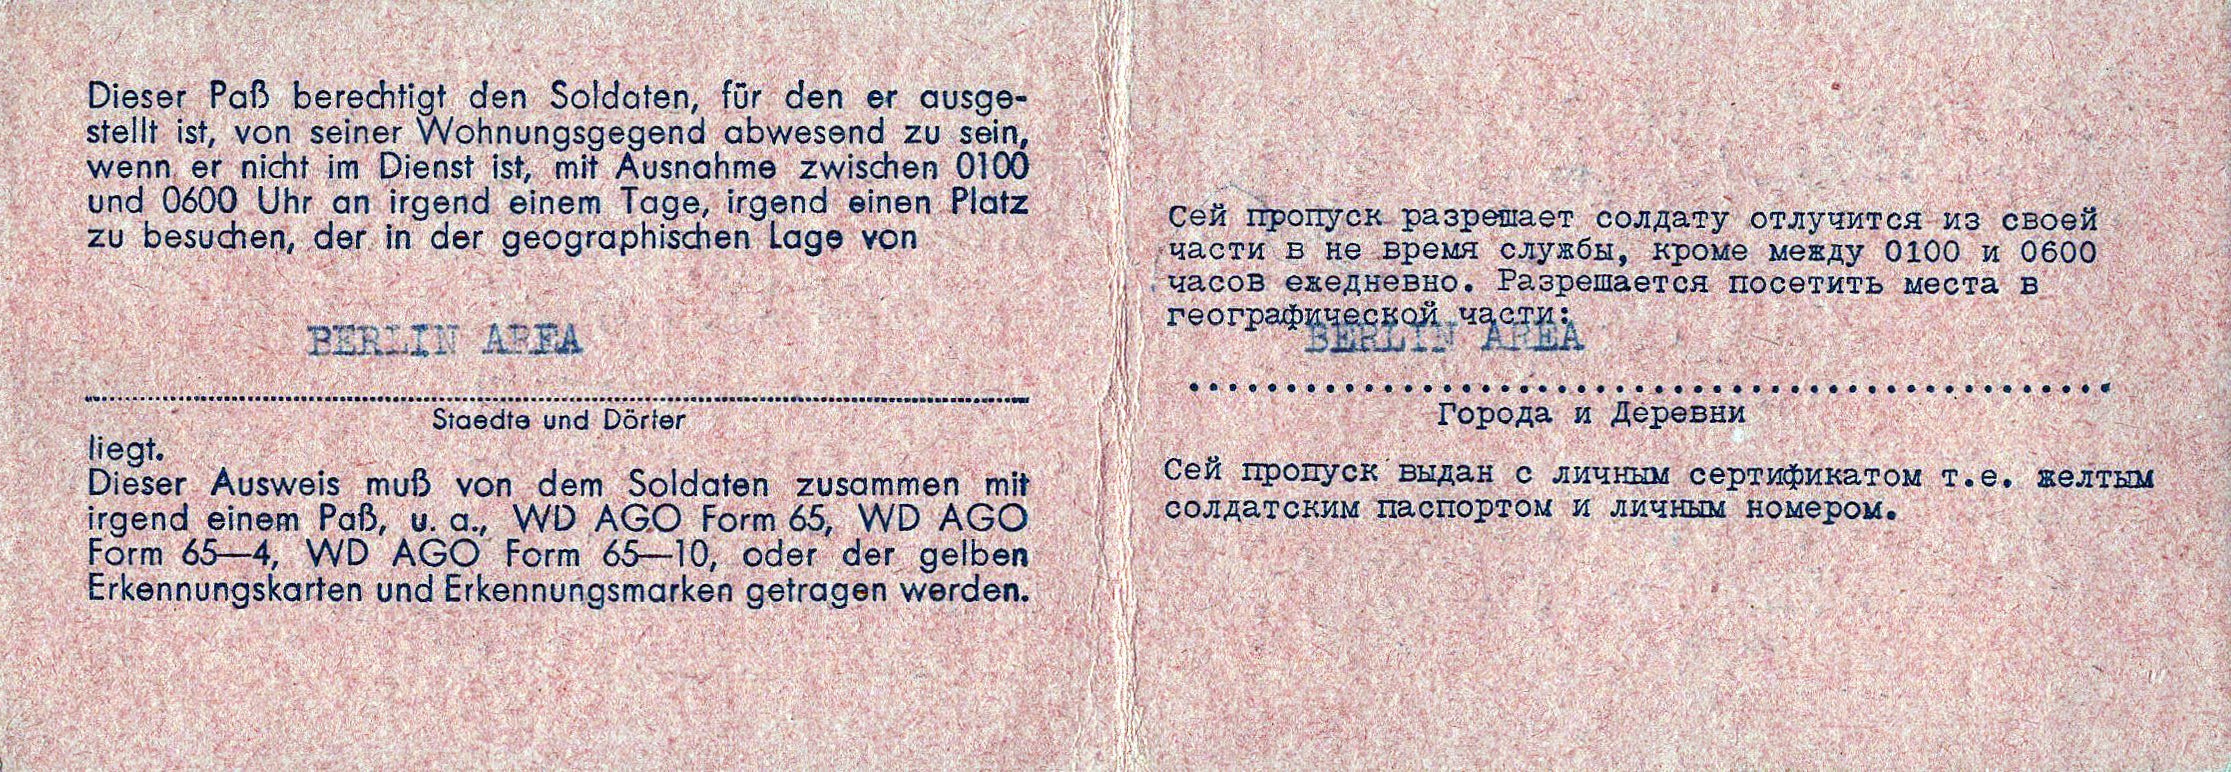 Dieser Paß berechtigt den Soldaten, für den er ausge-
stellt ist, von seiner Wohnungsgegend abwesend zu sein,
wenn er nicht im Dienst ist, mit Ausnahme zwischen 0100
und 0600 Uhr an irgend einem Tage, irgend einen Platz
zu besuchen, der in der geographischen Lage von
BERLIN AREA
Staedte und Dörfer
liegt.
Dieser Ausweis muß von dem Soldaten zusammen mit
irgend einem Paß, u. a., WD AGO Form 65, WD AGO
Form 65—4, WD AGO Form 65—10, oder der gelben
Erkennungskarten und Erkennungsmarken getragen werden.
Сей пропуск разрешает солдату отлучится из своей
части в не время службы, кроме между 0100 и 0600
часов ежедневно. Разрешается посетить места в
географической части:
BERLIN AREA
Города и Деревни
Сей пропуск выдан с личным сертификатом т.е. желтым
солдатским паспортом и личным номером.